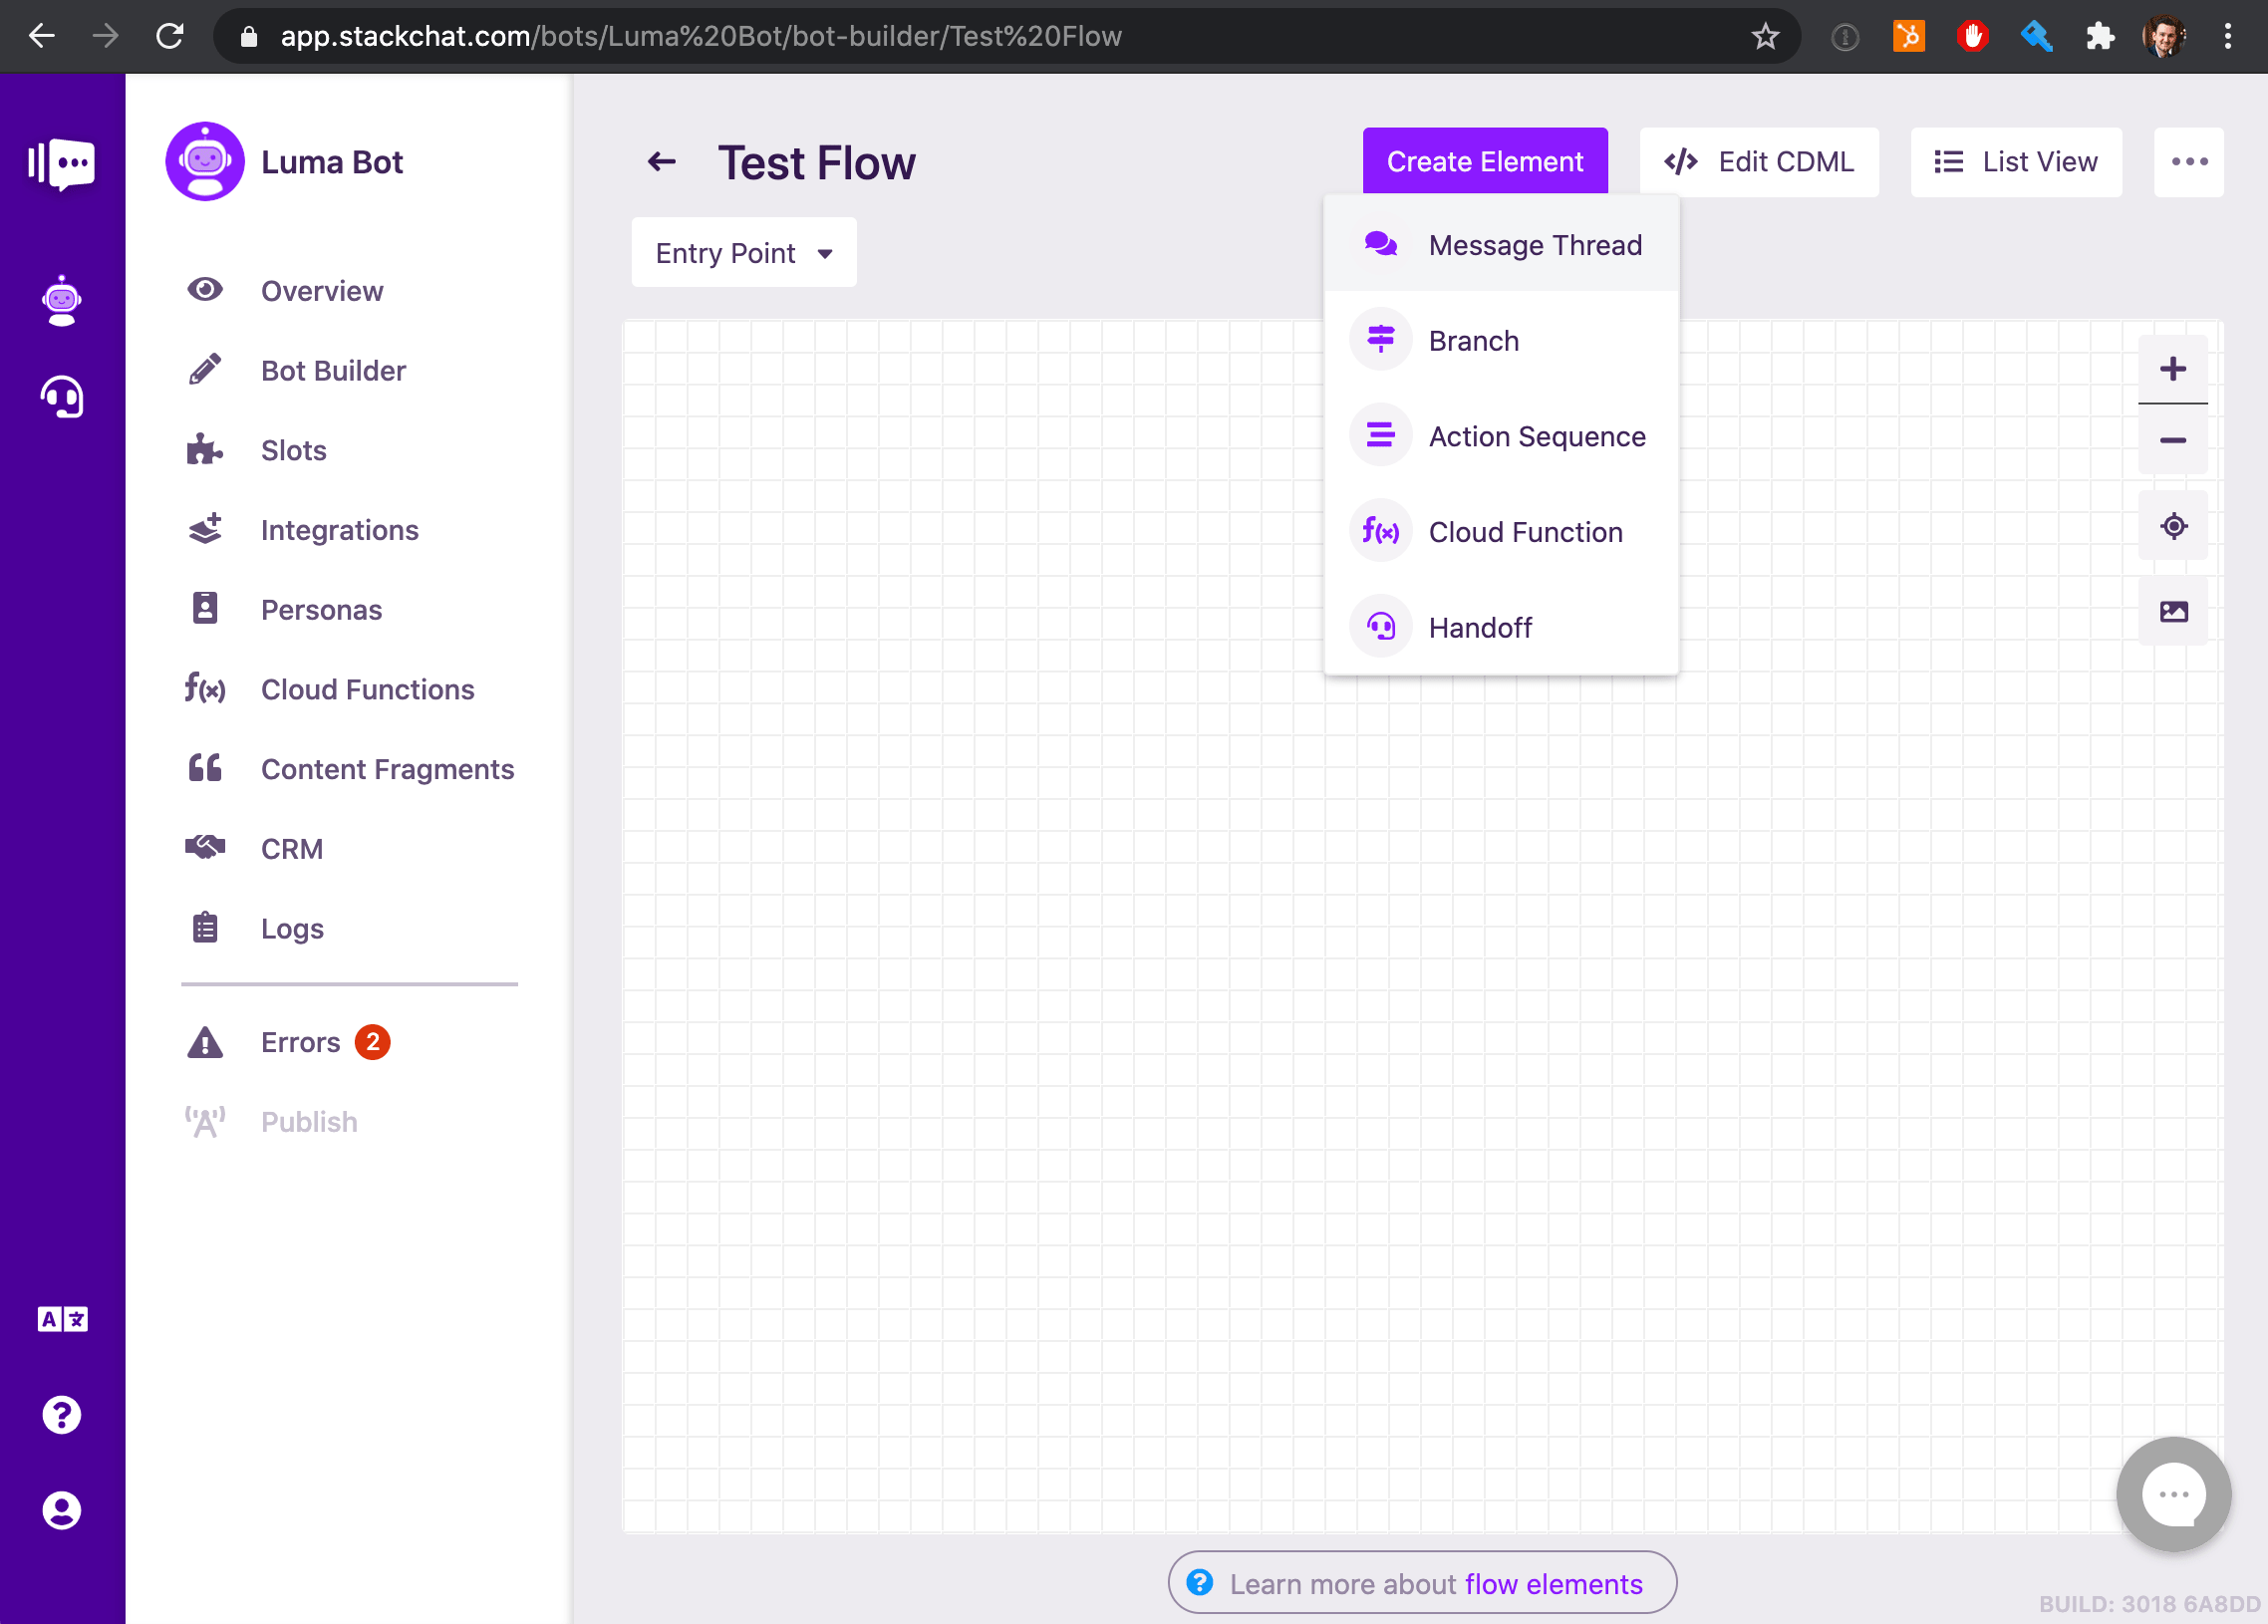 app.stackchat.com/bots/Luma%20Bot/bot-builder/Test%20Flow
Luma Bot
Overview
Bot Builder
Slots
Integrations
Personas
Cloud Functions
Content Fragments
CRM
Logs
Errors 2
Publish
Test Flow
Create Element
Edit CDML
List View
Entry Point
Message Thread
Branch
Action Sequence
f(x) Cloud Function
Handoff
Learn more about flow elements
BUILD: 3018 6A8DD